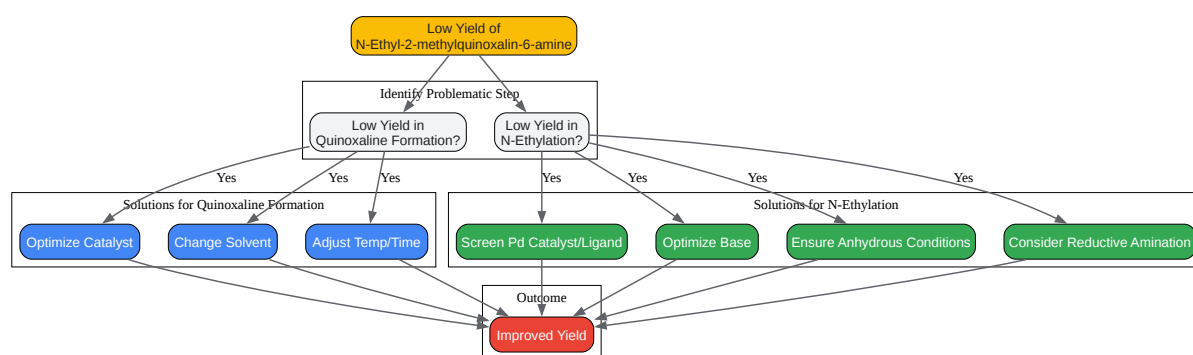 Low Yield of
N-Ethyl-2-methylquinoxalin-6-amine
Identify Problematic Step
Low Yield in
Quinoxaline Formation?
Low Yield in
N-Ethylation?
Yes
Yes
Yes
Yes
Yes
Yes
Yes
Solutions for Quinoxaline Formation
Solutions for N-Ethylation
Optimize Catalyst
Change Solvent
Adjust Temp/Time
Screen Pd Catalyst/Ligand
Optimize Base
Ensure Anhydrous Conditions
Consider Reductive Amination
Outcome
Improved Yield